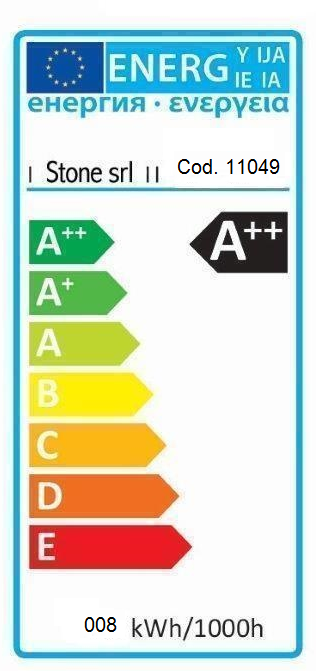 ENERG Y IJA
IE IA
енергия · ενεργεια
Stone srl Cod. 11049
A++ A++
A+
A
B
C
D
E
008 kWh/1000h